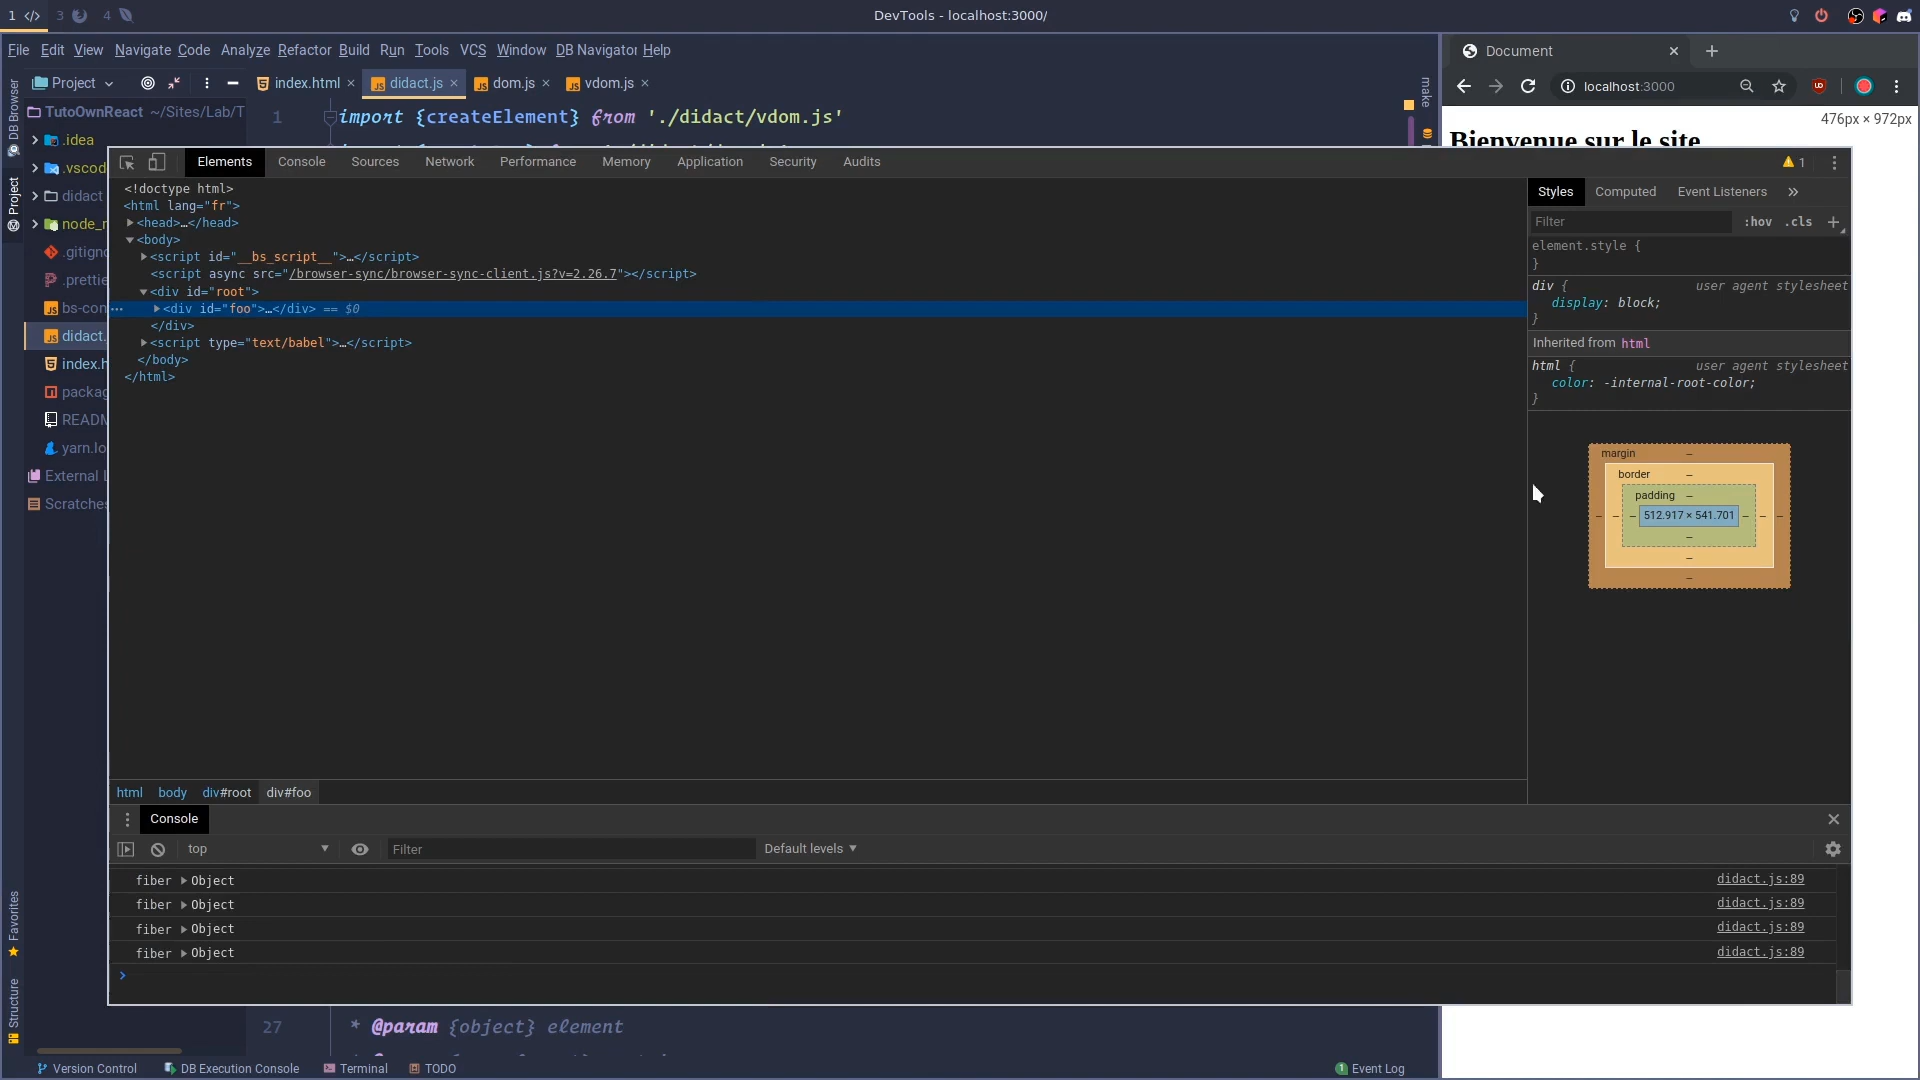 1 </> 3 4 DevTools - localhost:3000/
File Edit View Navigate Code Analyze Refactor Build Run Tools VCS Window DB Navigator Help
Document
Project index.html didact.js dom.js vdom.js
localhost:3000
make
DB Browser
TutoOwnReact ~/Sites/Lab/T
1 import {createElement} from './didact/vdom.js'
476px × 972px
Bienvenue sur le site
.idea
.vscod
didact
node_r
.gitigno
.prettie
bs-con
didact.
index.h
packag
READM
yarn.lo
External L
Scratches
Project
Favorites
Structure
Elements Console Sources Network Performance Memory Application Security Audits 1
<!doctype html>
<html lang="fr">
<head>…</head>
<body>
<script id="__bs_script__">…</script>
<script async src="/browser-sync/browser-sync-client.js?v=2.26.7"></script>
<div id="root">
<div id="foo">…</div> == $0
</div>
<script type="text/babel">…</script>
</body>
</html>
Styles Computed Event Listeners »
Filter :hov .cls +
element.style {
}
div { user agent stylesheet
display: block;
}
Inherited from html
html { user agent stylesheet
color: -internal-root-color;
}
margin –
border –
padding –
– – – 512.917 × 541.701 – – –
–
–
–
html body div#root div#foo
Console
top Filter Default levels
fiber Object didact.js:89
fiber Object didact.js:89
fiber Object didact.js:89
fiber Object didact.js:89
27 * @param {object} element
Version Control DB Execution Console Terminal TODO 1 Event Log